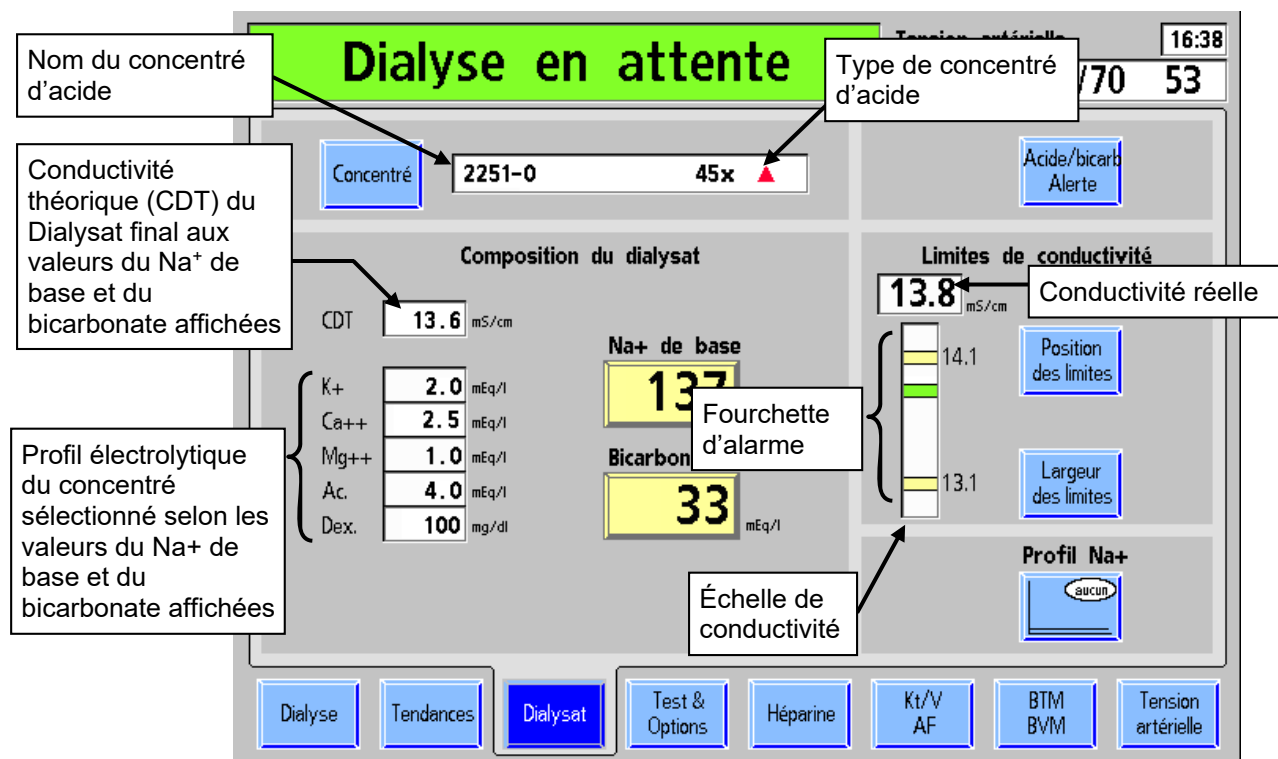 Dialyse en attente
16:38
/70 53
Nom du concentré
d’acide
Type de concentré
d’acide
Concentré
2251-0 45x
Acide/bicarb
Alerte
Conductivité
théorique (CDT) du
Dialysat final aux
valeurs du Na⁺ de
base et du
bicarbonate affichées
Composition du dialysat
CDT 13.6 mS/cm
K+ 2.0 mEq/l
Ca++ 2.5 mEq/l
Mg++ 1.0 mEq/l
Ac. 4.0 mEq/l
Dex. 100 mg/dl
Na+ de base
137
33 mEq/l
Profil électrolytique
du concentré
sélectionné selon les
valeurs du Na+ de
base et du
bicarbonate affichées
Limites de conductivité
13.8 mS/cm
Conductivité réelle
14.1
13.1
Position
des limites
Fourchette
d’alarme
Largeur
des limites
Échelle de
conductivité
Profil Na+
aucun
Dialyse
Tendances
Dialysat
Test &
Options
Héparine
Kt/V
AF
BTM
BVM
Tension
artérielle